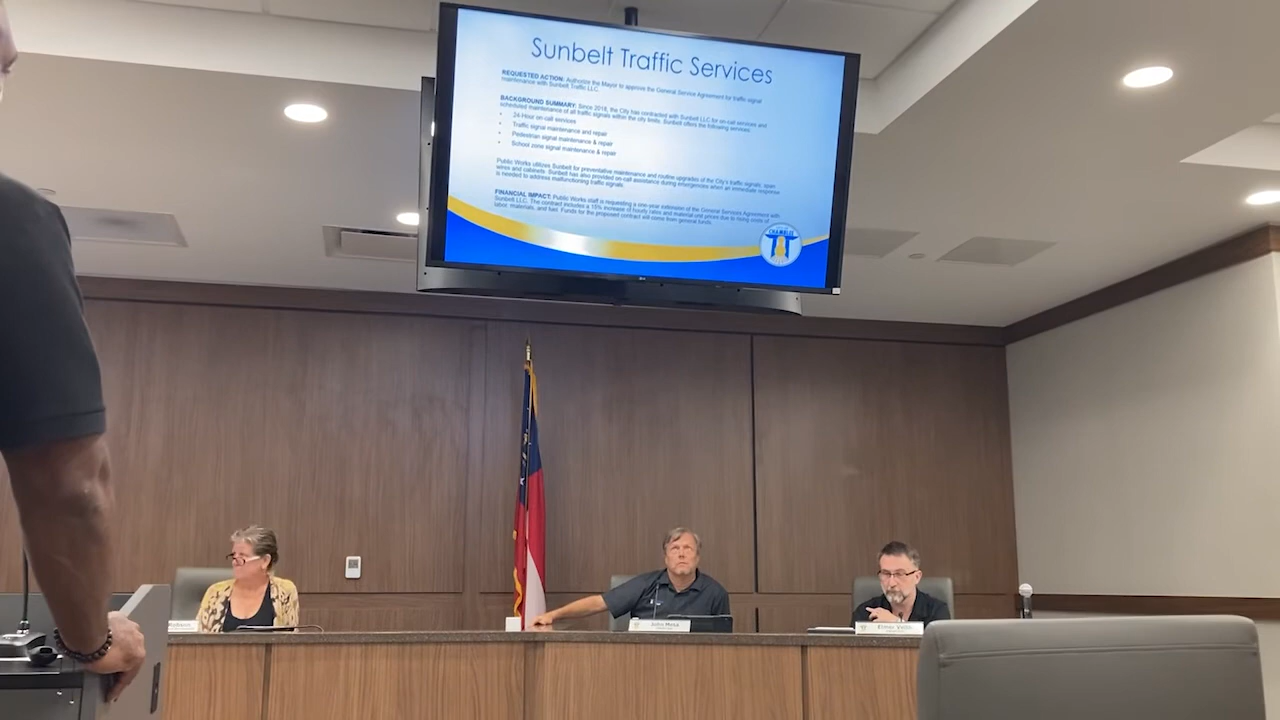 Sunbelt Traffic Services
REQUESTED ACTION: Authorize the Mayor to approve the General Service Agreement for traffic signal
maintenance with Sunbelt Traffic LLC.
BACKGROUND SUMMARY: Since 2018, the City has contracted with Sunbelt LLC for on-call services and
scheduled maintenance of all traffic signals within the city limits. Sunbelt offers the following services:
• 24-Hour on-call services
• Traffic signal maintenance and repair
• Pedestrian signal maintenance & repair
• School zone signal maintenance & repair
Public Works utilizes Sunbelt for preventative maintenance and routine upgrades of the City's traffic signals, span
wires and cabinets. Sunbelt has also provided on-call assistance during emergencies when an immediate response
is needed to address malfunctioning traffic signals.
FINANCIAL IMPACT: Public Works staff is requesting a one-year extension of the General Services Agreement with
Sunbelt LLC. The contract includes a 15% increase of hourly rates and material unit prices due to rising costs of
labor, materials, and fuel. Funds for the proposed contract will come from general funds.
CHAMBLEE
John Mesa
Elmer Veith